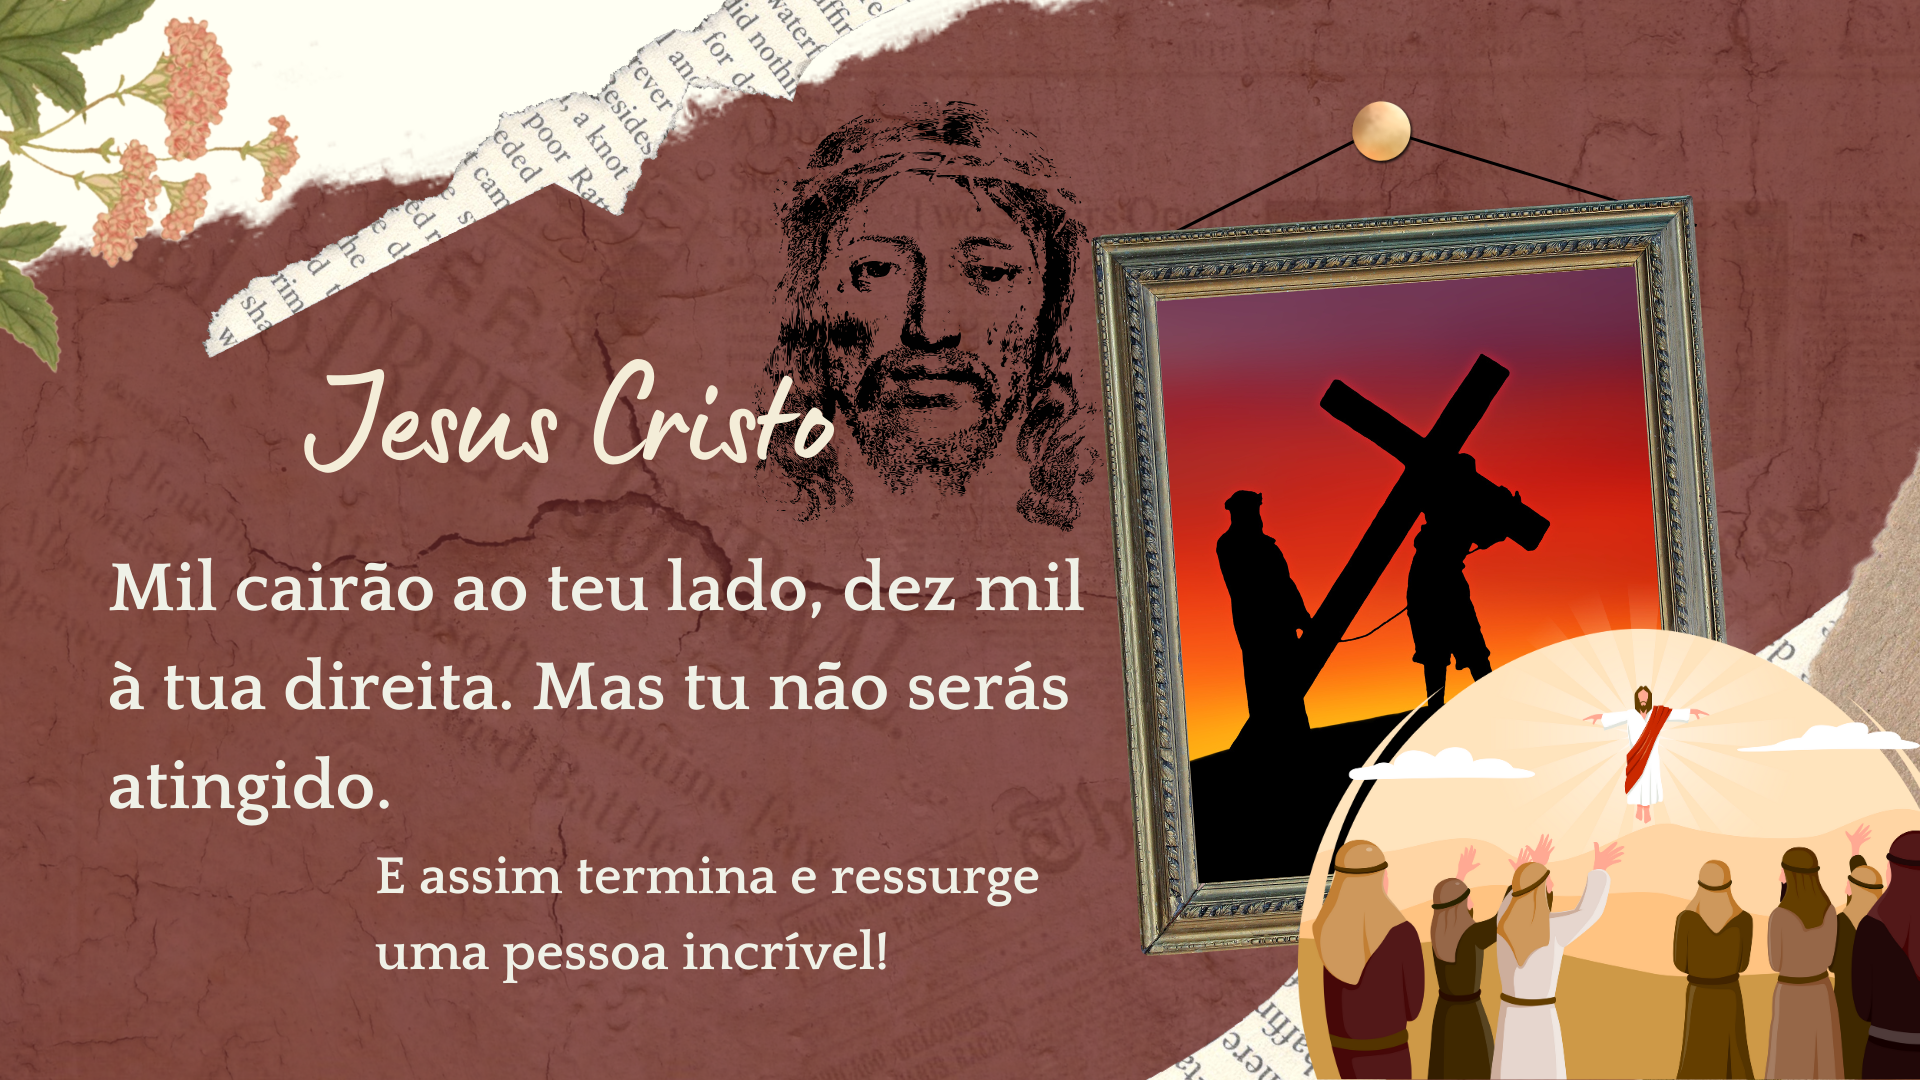 Jesus Cristo
Mil cairão ao teu lado, dez mil
à tua direita. Mas tu não serás
atingido.
E assim termina e ressurge
uma pessoa incrível!